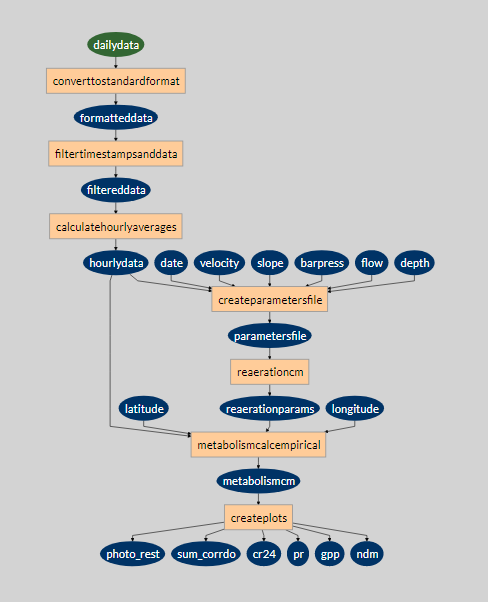 dailydata
converttostandardformat
formatteddata
filtertimestampsanddata
filtereddata
calculatehourlyaverages
hourlydata date velocity slope barpress flow depth
createparametersfile
parametersfile
reaerationcm
latitude reaerationparams longitude
metabolismcalcempirical
metabolismcm
createplots
photo_rest sum_corrdo cr24 pr gpp ndm